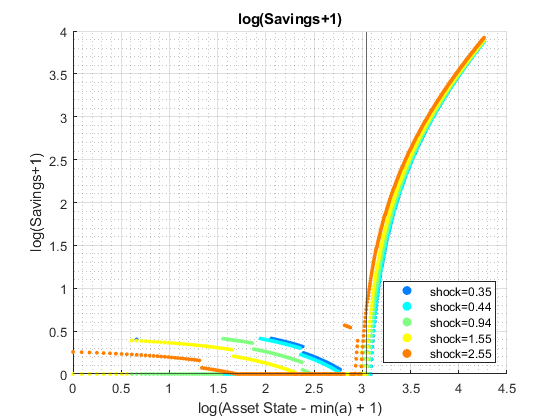 log(Savings+1)
4
3.5
3
2.5
2
1.5
1
0.5
0
log(Savings+1)
shock=0.35
shock=0.44
shock=0.94
shock=1.55
shock=2.55
0 0.5 1 1.5 2 2.5 3 3.5 4 4.5
log(Asset State - min(a) + 1)